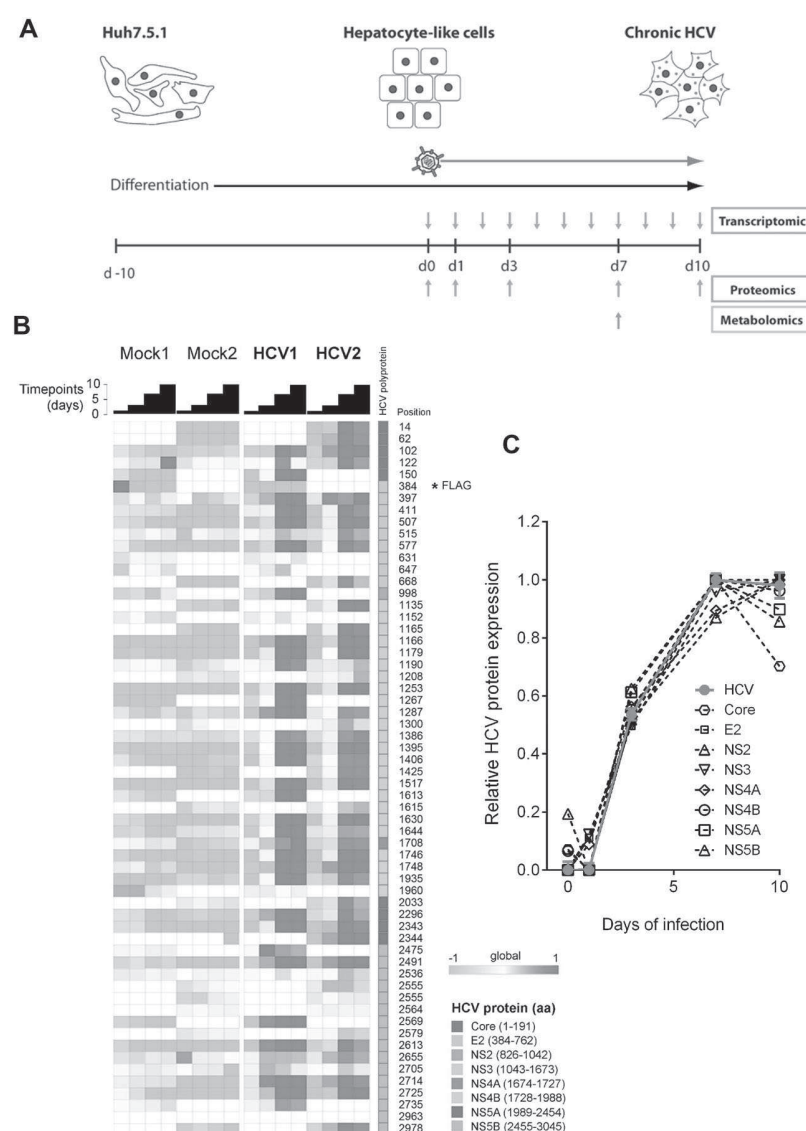 A
Huh7.5.1
Hepatocyte-like cells
Chronic HCV
Differentiation
Transcriptomic
d -10
d0
d1
d3
d7
d10
Proteomics
Metabolomics
B
Mock1
Mock2
HCV1
HCV2
HCV polyprotein
Timepoints
(days)
10
5
0
Position
14
62
102
122
150
384
* FLAG
397
411
507
515
577
631
647
668
998
1135
1152
1165
1166
1179
1190
1208
1253
1267
1287
1300
1386
1395
1406
1425
1517
1613
1615
1630
1644
1708
1746
1748
1935
1960
2033
2296
2343
2344
2475
2491
2536
2555
2555
2564
2569
2579
2613
2655
2705
2714
2725
2735
2963
2978
C
Relative HCV protein expression
1.2
1.0
0.8
0.6
0.4
0.2
0.0
0
5
10
Days of infection
HCV
Core
E2
NS2
NS3
NS4A
NS4B
NS5A
NS5B
-1
global
1
HCV protein (aa)
Core (1-191)
E2 (384-762)
NS2 (826-1042)
NS3 (1043-1673)
NS4A (1674-1727)
NS4B (1728-1988)
NS5A (1989-2454)
NS5B (2455-3045)